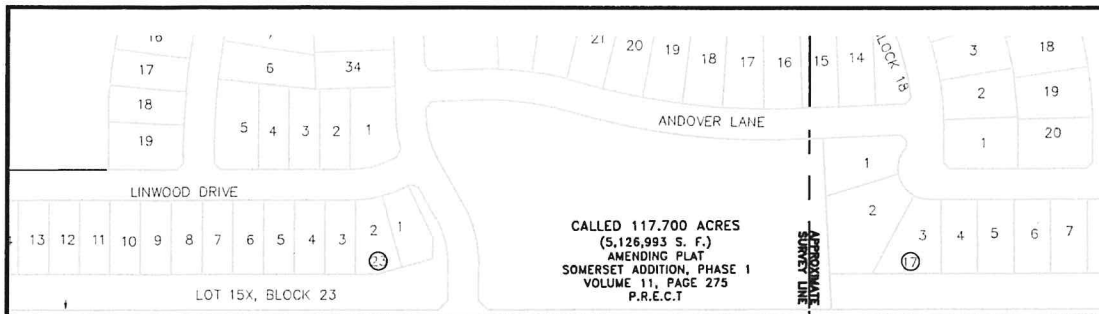 16
17
18
19
7
6
34
5 4 3 2 1
21 20 19 18 17 16 15 14
BLOCK 18
3
2
1
18
19
20
ANDOVER LANE
LINWOOD DRIVE
13 12 11 10 9 8 7 6 5 4 3 2 1
23
LOT 15X, BLOCK 23
CALLED 117.700 ACRES
(5,126,993 S. F.)
AMENDING PLAT
SOMERSET ADDITION, PHASE 1
VOLUME 11, PAGE 275
P.R.E.C.T
APPROXIMATE
SURVEY LINE
1
2
3 4 5 6 7
17